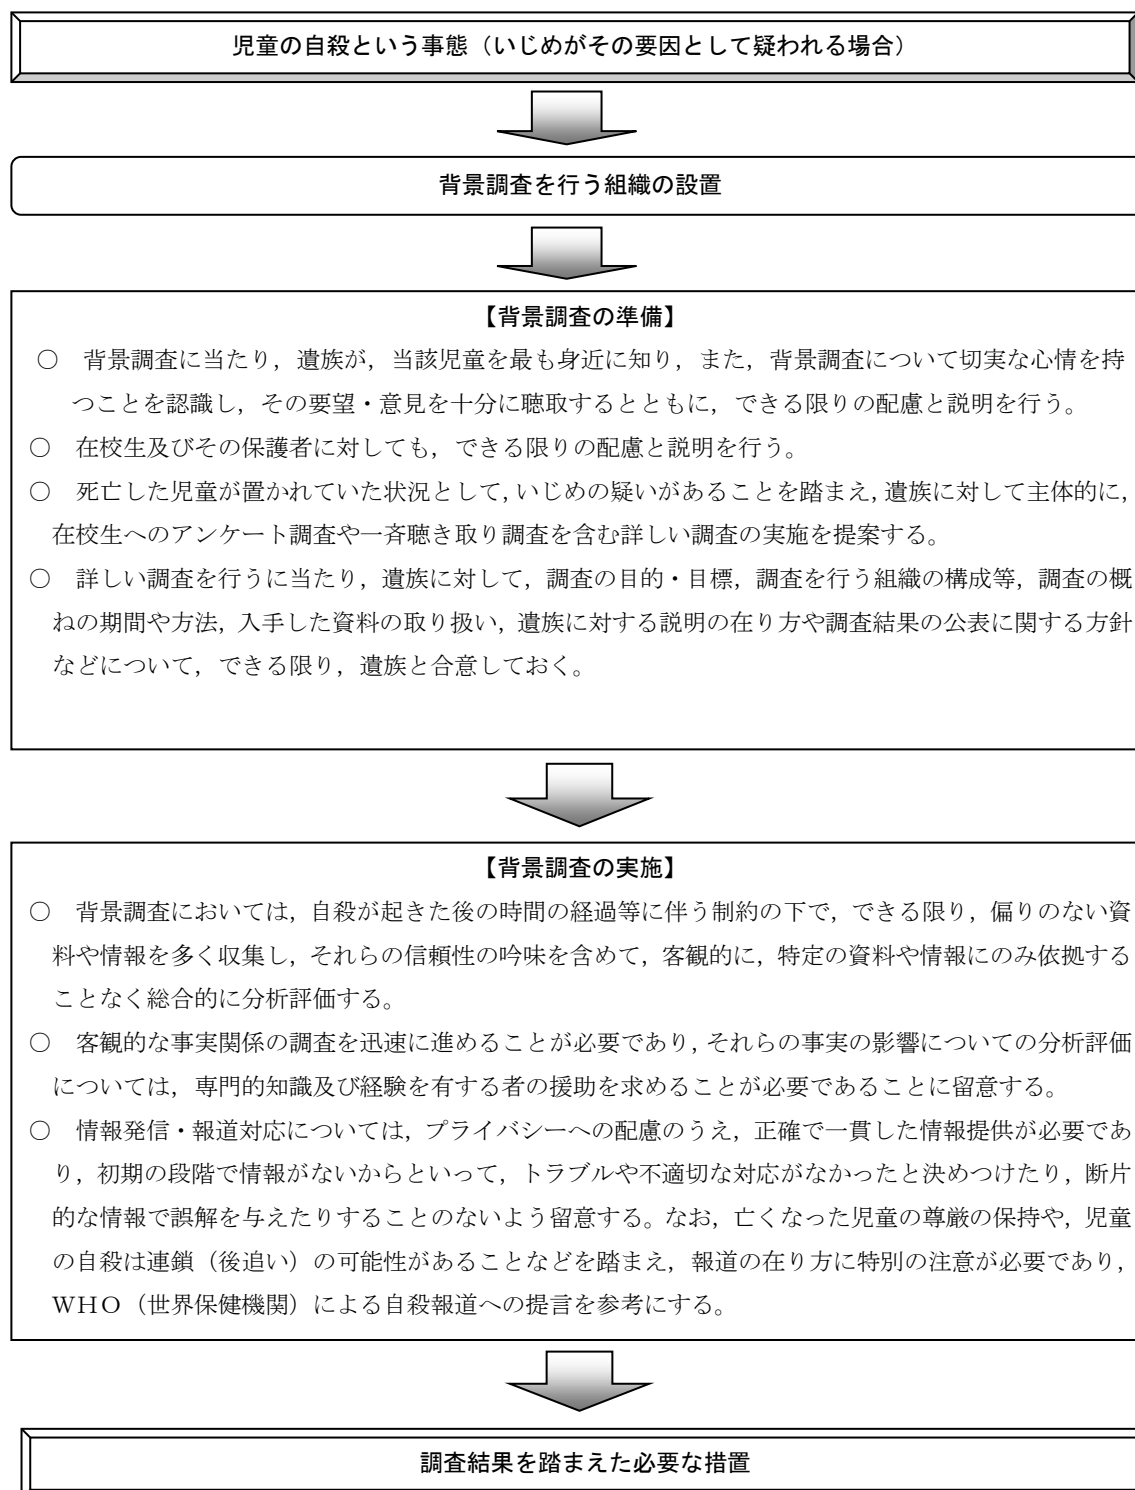 児童の自殺という事態（いじめがその要因として疑われる場合）
背景調査を行う組織の設置
【背景調査の準備】
○　背景調査に当たり，遺族が，当該児童を最も身近に知り，また，背景調査について切実な心情を持
つことを認識し，その要望・意見を十分に聴取するとともに，できる限りの配慮と説明を行う。
○　在校生及びその保護者に対しても，できる限りの配慮と説明を行う。
○　死亡した児童が置かれていた状況として，いじめの疑いがあることを踏まえ，遺族に対して主体的に，
在校生へのアンケート調査や一斉聴き取り調査を含む詳しい調査の実施を提案する。
○　詳しい調査を行うに当たり，遺族に対して，調査の目的・目標，調査を行う組織の構成等，調査の概
ねの期間や方法，入手した資料の取り扱い，遺族に対する説明の在り方や調査結果の公表に関する方針
などについて，できる限り，遺族と合意しておく。
【背景調査の実施】
○　背景調査においては，自殺が起きた後の時間の経過等に伴う制約の下で，できる限り，偏りのない資
料や情報を多く収集し，それらの信頼性の吟味を含めて，客観的に，特定の資料や情報にのみ依拠する
ことなく総合的に分析評価する。
○　客観的な事実関係の調査を迅速に進めることが必要であり，それらの事実の影響についての分析評価
については，専門的知識及び経験を有する者の援助を求めることが必要であることに留意する。
○　情報発信・報道対応については，プライバシーへの配慮のうえ，正確で一貫した情報提供が必要であ
り，初期の段階で情報がないからといって，トラブルや不適切な対応がなかったと決めつけたり，断片
的な情報で誤解を与えたりすることのないよう留意する。なお，亡くなった児童の尊厳の保持や，児童
の自殺は連鎖（後追い）の可能性があることなどを踏まえ，報道の在り方に特別の注意が必要であり，
ＷＨＯ（世界保健機関）による自殺報道への提言を参考にする。
調査結果を踏まえた必要な措置